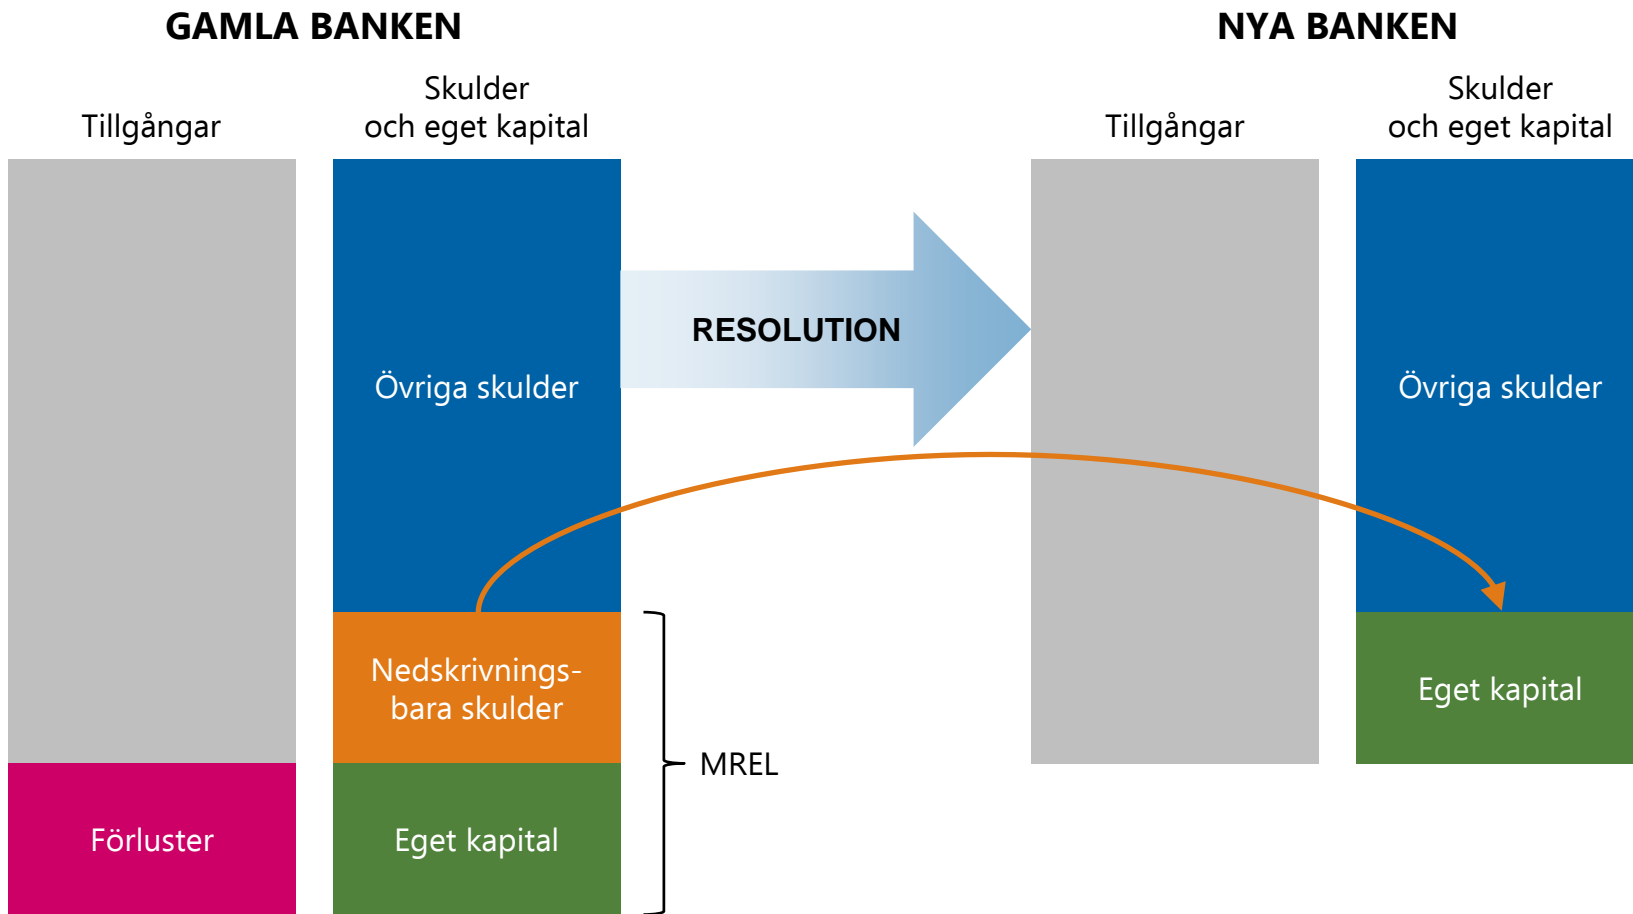 GAMLA BANKEN
NYA BANKEN
Tillgångar
Skulder
och eget kapital
Tillgångar
Skulder
och eget kapital
RESOLUTION
Övriga skulder
Övriga skulder
Nedskrivnings-
bara skulder
Eget kapital
MREL
Förluster
Eget kapital